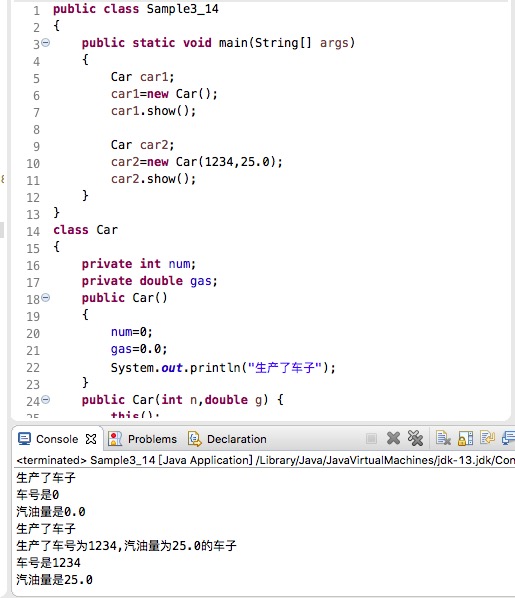 1 public class Sample3_14
2 {
3 public static void main(String[] args)
4 {
5 Car car1;
6 car1=new Car();
7 car1.show();
8
9 Car car2;
10 car2=new Car(1234,25.0);
11 car2.show();
12 }
13 }
14 class Car
15 {
16 private int num;
17 private double gas;
18 public Car()
19 {
20 num=0;
21 gas=0.0;
22 System.out.println("生产了车子");
23 }
24 public Car(int n,double g) {
25 this();
Console Problems Declaration
<terminated> Sample3_14 [Java Application] /Library/Java/JavaVirtualMachines/jdk-13.jdk/Con
生产了车子
车号是0
汽油量是0.0
生产了车子
生产了车号为1234,汽油量为25.0的车子
车号是1234
汽油量是25.0